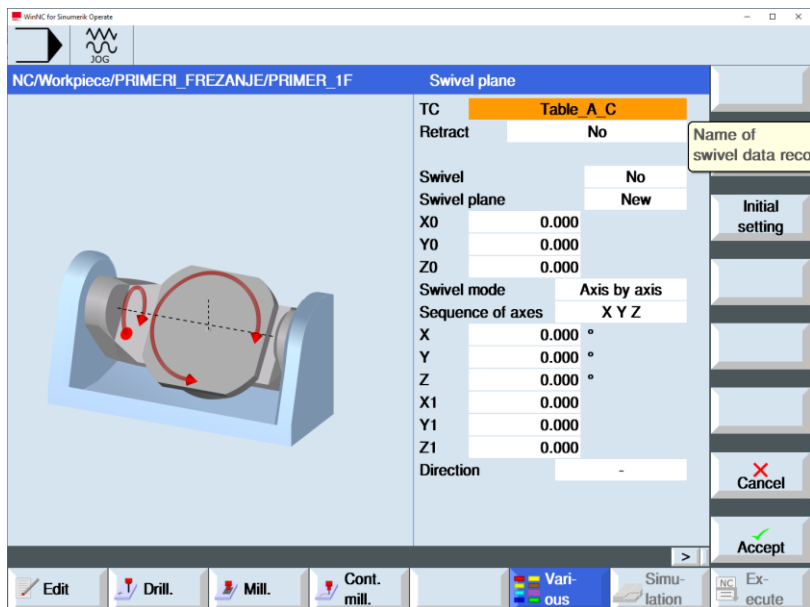 WinNC for Sinumerik Operate
JOG
NC/Workpiece/PRIMERI_FREZANJE/PRIMER_1F
Swivel plane
TC Table_A_C
Retract No
Name of
swivel data reco
Swivel No
Swivel plane New
Initial
setting
X0 0.000
Y0 0.000
Z0 0.000
Swivel mode Axis by axis
Sequence of axes X Y Z
X 0.000 °
Y 0.000 °
Z 0.000 °
X1 0.000
Y1 0.000
Z1 0.000
Direction -
Cancel
Accept
>
Edit
Drill.
Mill.
Cont.
mill.
Vari-
ous
Simu-
lation
NC
Ex-
ecute